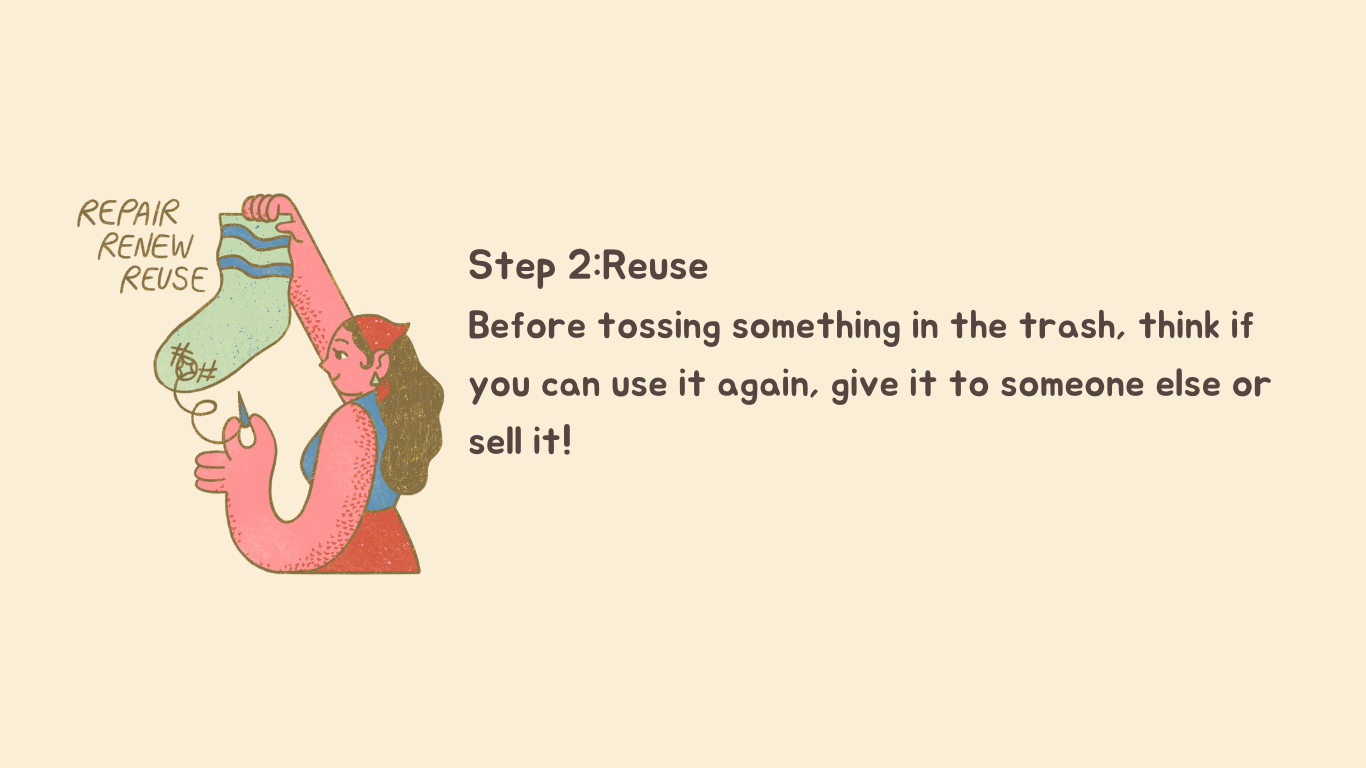 REPAIR
RENEW
REUSE
Step 2:Reuse
Before tossing something in the trash, think if
you can use it again, give it to someone else or
sell it!